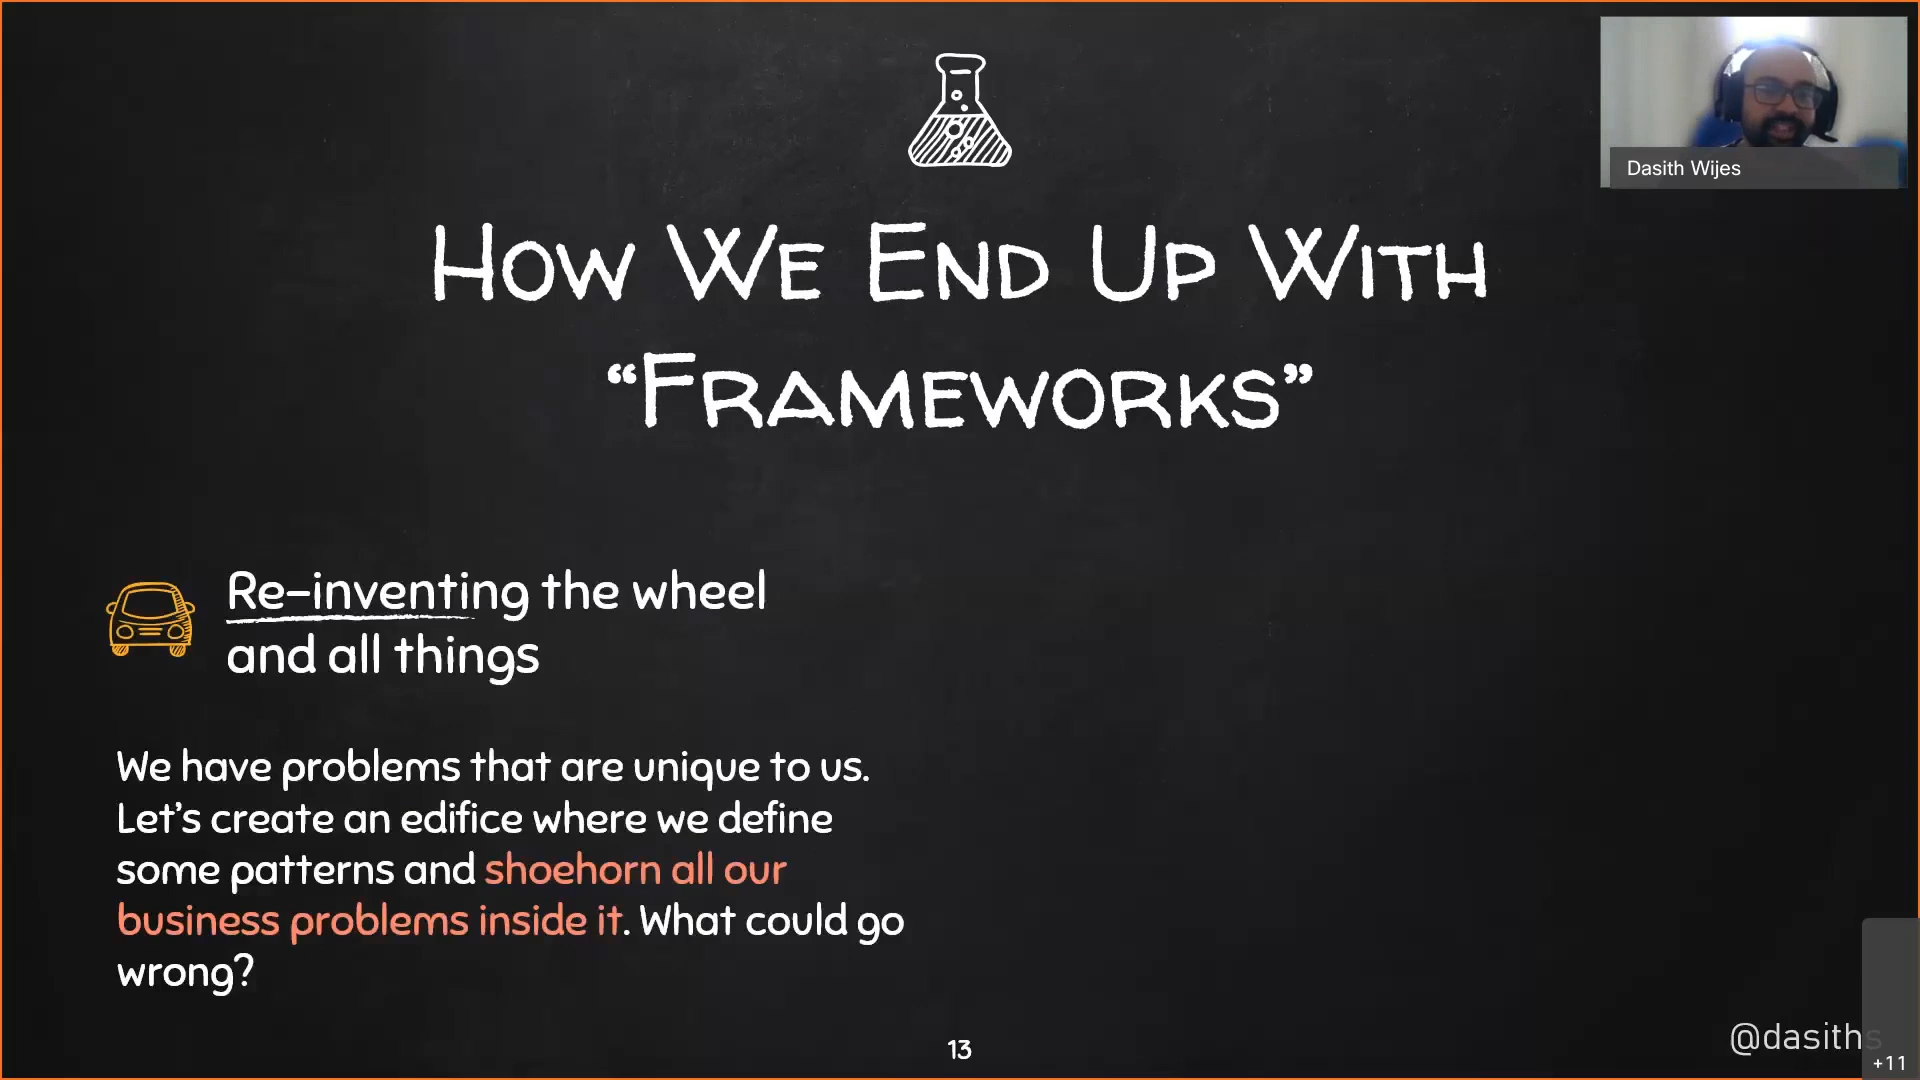 Dasith Wijes
How We End Up With
“Frameworks”
Re-inventing the wheel
and all things
We have problems that are unique to us.
Let’s create an edifice where we define
some patterns and shoehorn all our
business problems inside it. What could go
wrong?
13
@dasiths
+11